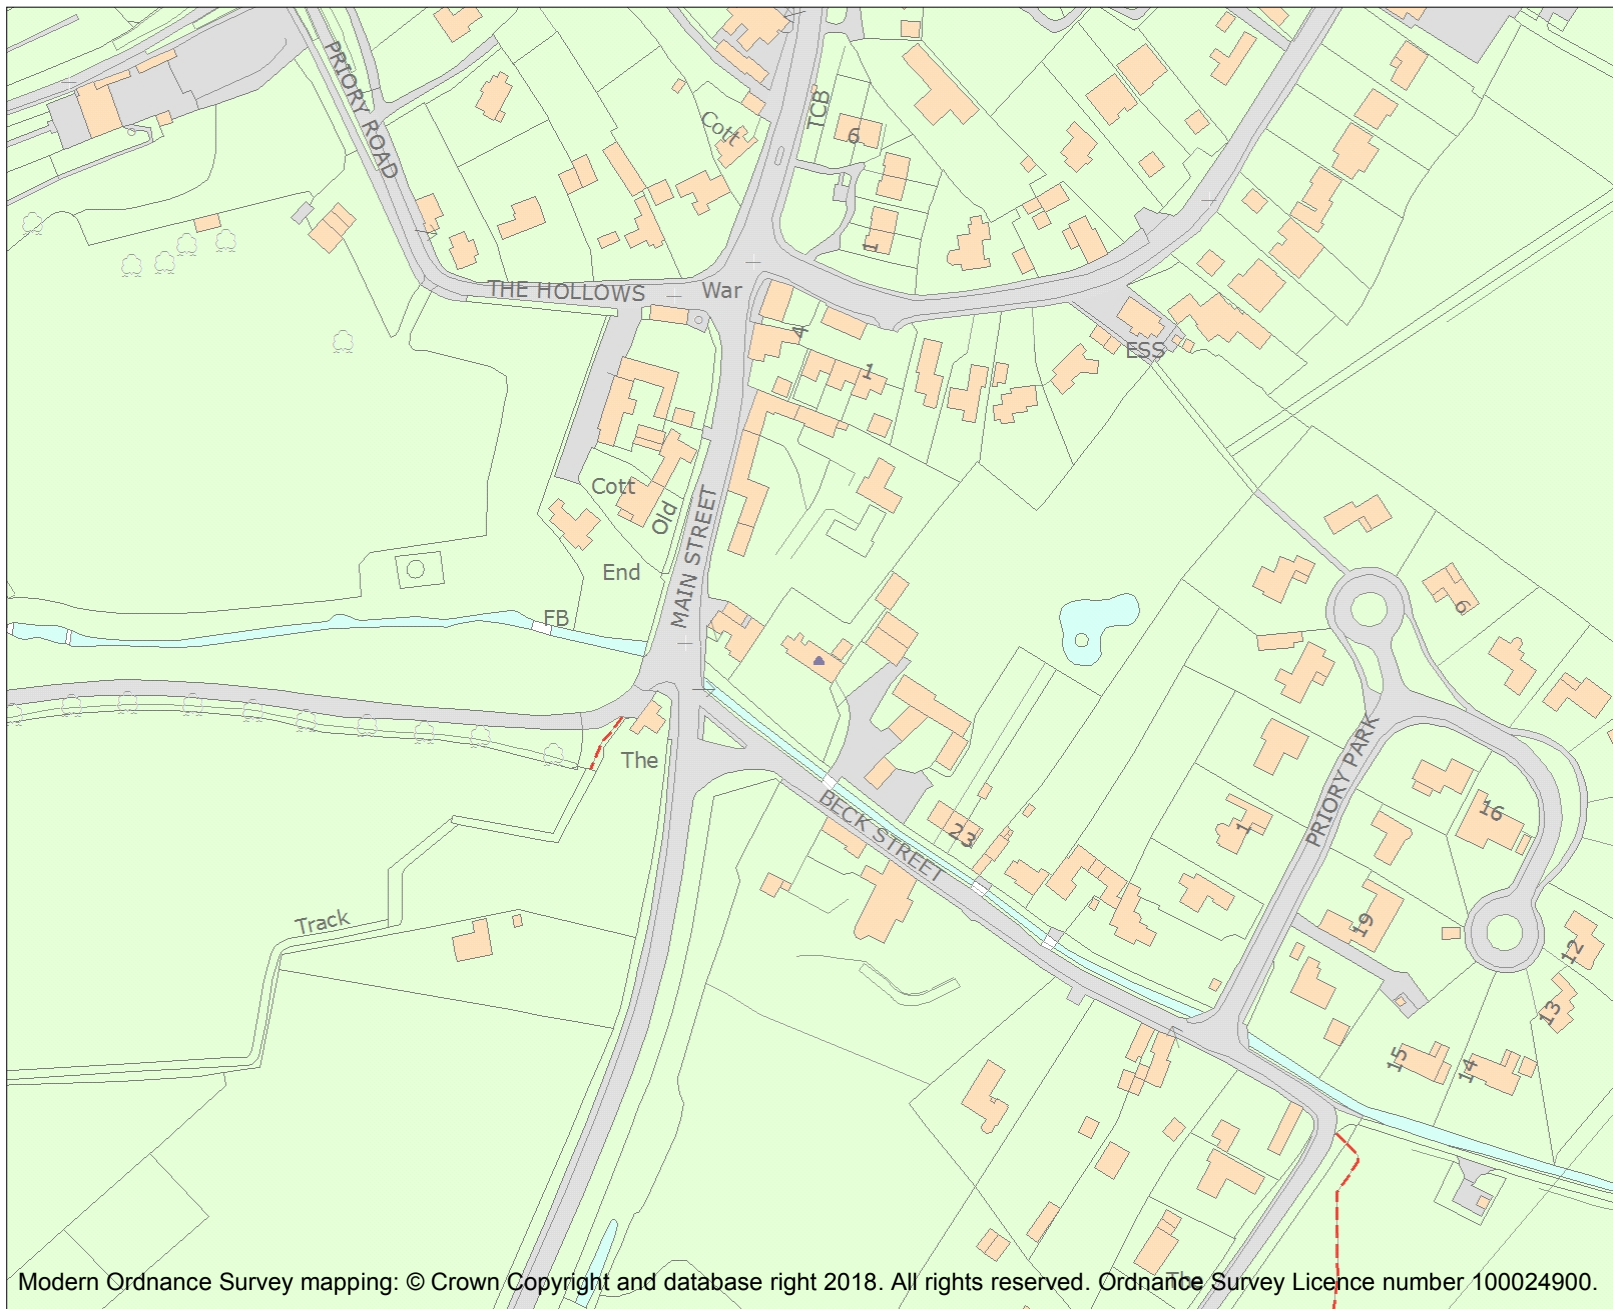 PRIORY ROAD
Cott
TCB
6
1
THE HOLLOWS
War
4
1
ESS
Cott
Old
MAIN STREET
End
FB
6
The
PRIORY PARK
16
1
BECK STREET
23
19
Track
12
13
15
14
The
Modern Ordnance Survey mapping: © Crown Copyright and database right 2018. All rights reserved. Ordnance Survey Licence number 100024900.